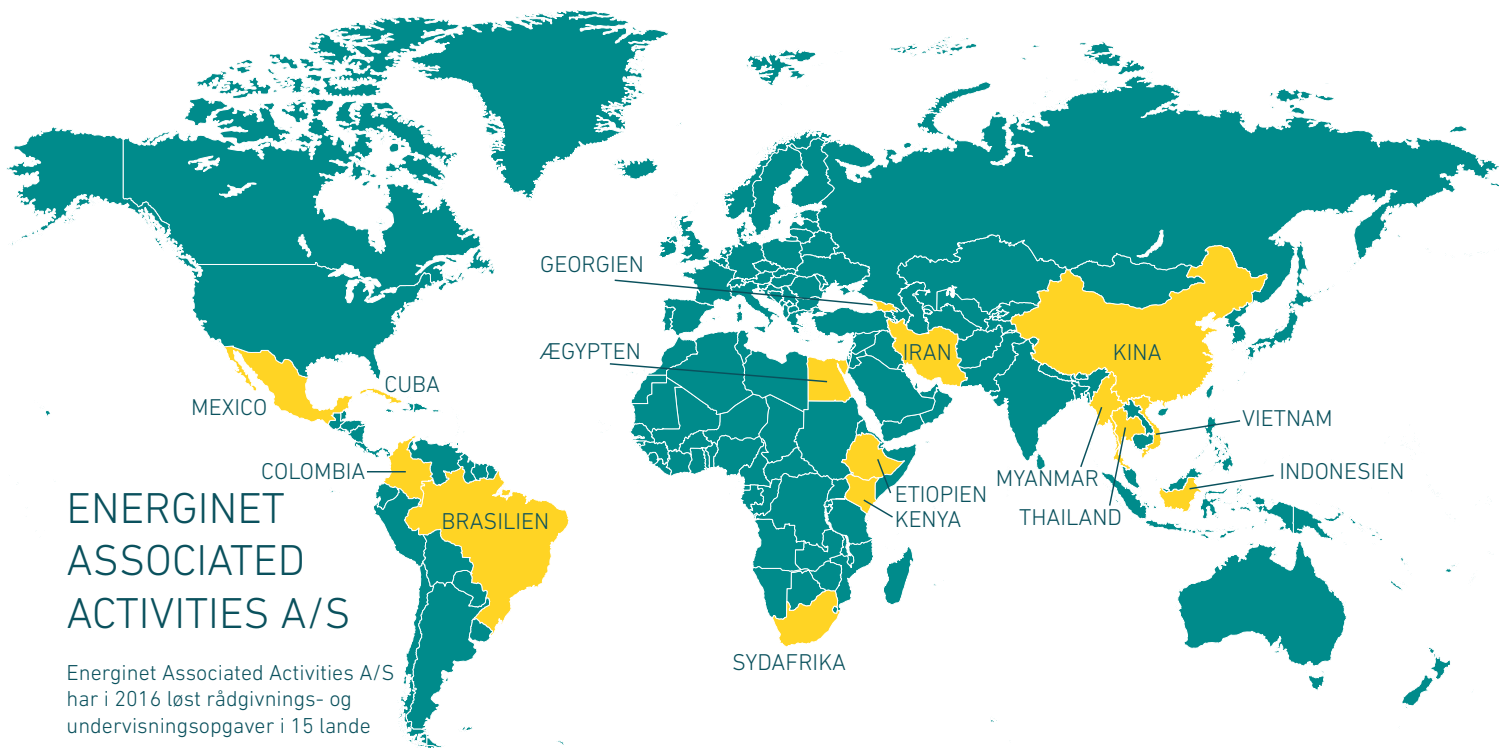 GEORGIEN
ÆGYPTEN
IRAN
KINA
CUBA
MEXICO
VIETNAM
COLOMBIA
MYANMAR
INDONESIEN
ETIOPIEN
KENYA
THAILAND
BRASILIEN
SYDAFRIKA
ENERGINET
ASSOCIATED
ACTIVITIES A/S
Energinet Associated Activities A/S
har i 2016 løst rådgivnings- og
undervisningsopgaver i 15 lande